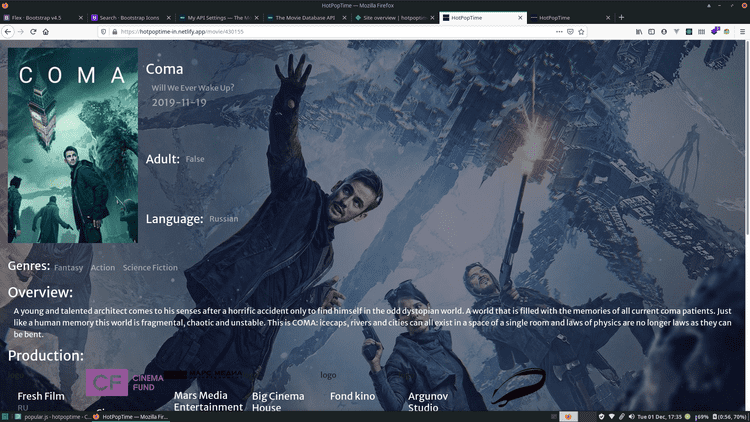 HotPopTime — Mozilla Firefox
Flex · Bootstrap v4.5
Search · Bootstrap Icons
My API Settings — The M
The Movie Database API
Site overview | hotpoptim
HotPopTime
HotPopTime
https://hotpoptime-in.netlify.app/movie/430155
COMA
Coma
Will We Ever Wake Up?
2019-11-19
Adult: False
Language: Russian
Genres: Fantasy Action Science Fiction
Overview:
A young and talented architect comes to his senses after a horrific accident only to find himself in the odd dystopian world. A world that is filled with the memories of all current coma patients. Just
like a human memory this world is fragmental, chaotic and unstable. This is COMA: icecaps, rivers and cities can all exist in a space of a single room and laws of physics are no longer laws as they can
be bent.
Production:
CF CINEMA
FUND
MARS MEDIA
logo
Fresh Film
RU
Mars Media
Entertainment
Big Cinema
House
Fond kino
Argunov
Studio
popular.js - hotpoptime - C...
HotPopTime — Mozilla Fir...
Tue 01 Dec, 17:35
69%
(0:56, 70%)